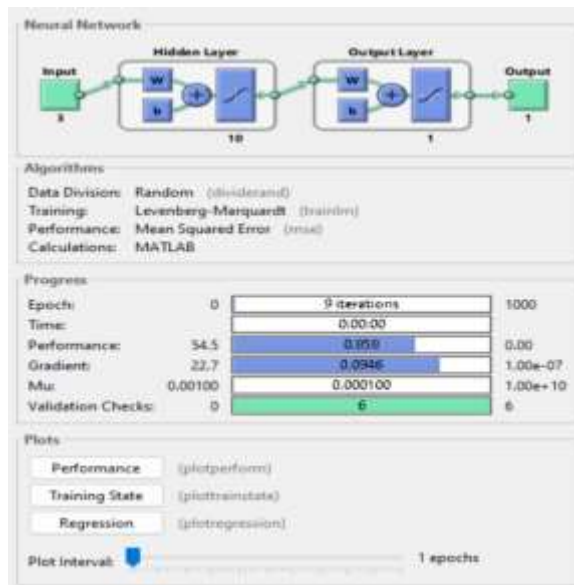 Neural Network
Hidden Layer
Output Layer
Input
Output
W
W
+
+
b
b
3
10
1
1
Algorithms
Data Division: Random (dividerand)
Training: Levenberg-Marquardt (trainlm)
Performance: Mean Squared Error (mse)
Calculations: MATLAB
Progress
Epoch: 0 9 iterations 1000
Time: 0:00:00
Performance: 54.5 0.00
Gradient: 22.7 0.0946 1.00e-07
Mu: 0.00100 0.000100 1.00e+10
Validation Checks: 0 6 6
Plots
Performance (plotperform)
Training State (plottrainstate)
Regression (plotregression)
Plot Interval: 1 epochs